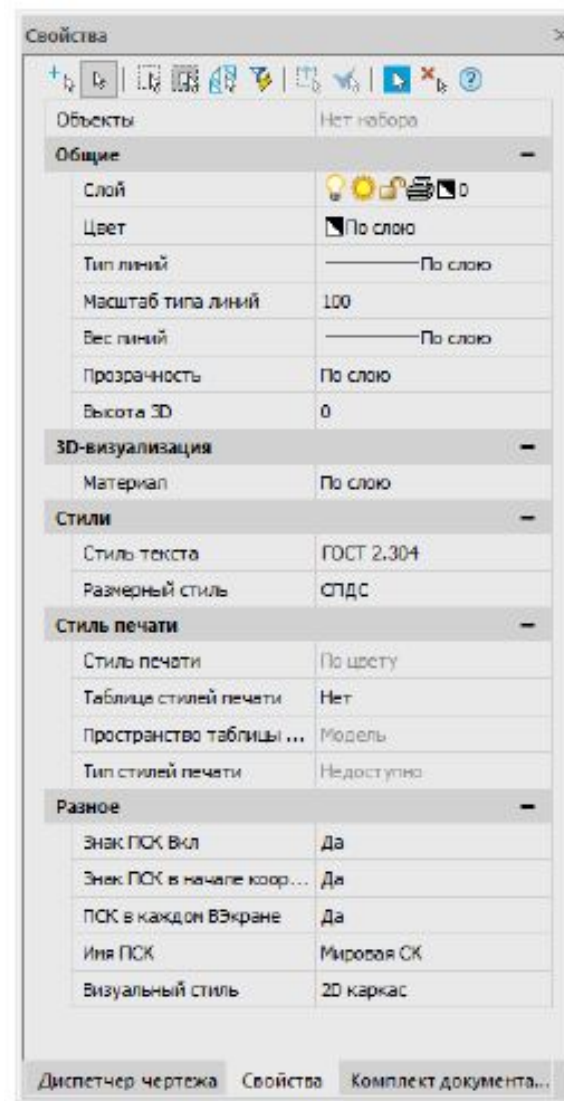 Свойства
Объекты Нет набора
Общие
Слой 0
Цвет По слою
Тип линий По слою
Масштаб типа линий 100
Вес линий По слою
Прозрачность По слою
Высота 3D 0
3D-визуализация
Материал По слою
Стили
Стиль текста ГОСТ 2.304
Размерный стиль СПДС
Стиль печати
Стиль печати По цвету
Таблица стилей печати Нет
Пространство таблицы ... Модель
Тип стилей печати Недоступно
Разное
Знак ПСК Вкл Да
Знак ПСК в начале коор... Да
ПСК в каждом ВЭкране Да
Имя ПСК Мировая СК
Визуальный стиль 2D каркас
Диспетчер чертежа Свойства Комплект документа...